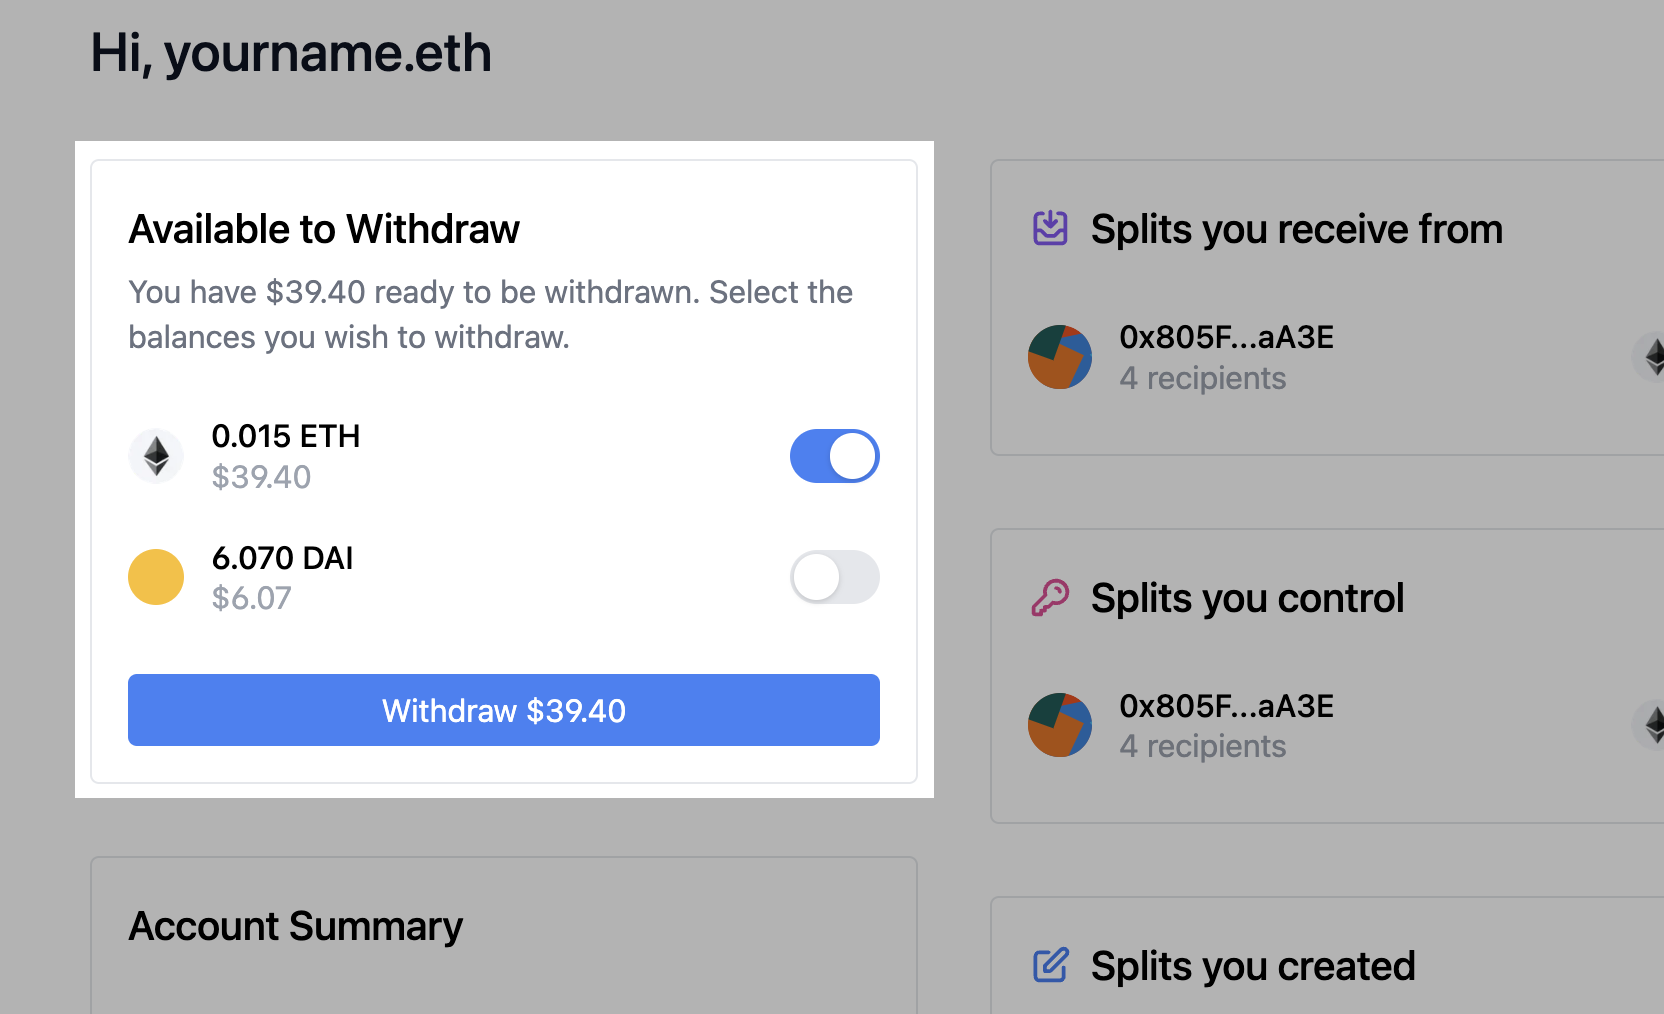 Hi, yourname.eth
Available to Withdraw
You have $39.40 ready to be withdrawn. Select the
balances you wish to withdraw.
0.015 ETH
$39.40
6.070 DAI
$6.07
Withdraw $39.40
Account Summary
Splits you receive from
0x805F...aA3E
4 recipients
Splits you control
0x805F...aA3E
4 recipients
Splits you created